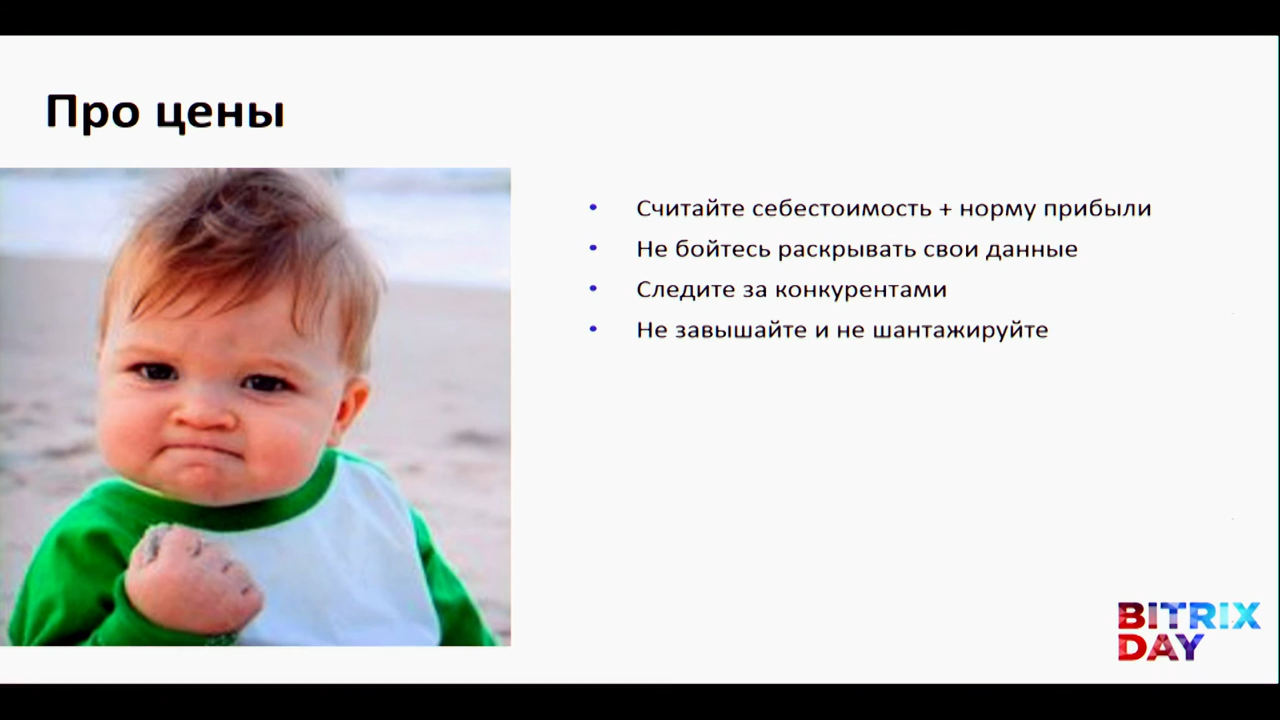 Про цены
• Считайте себестоимость + норму прибыли
• Не бойтесь раскрывать свои данные
• Следите за конкурентами
• Не завышайте и не шантажируйте
BITRIX
DAY